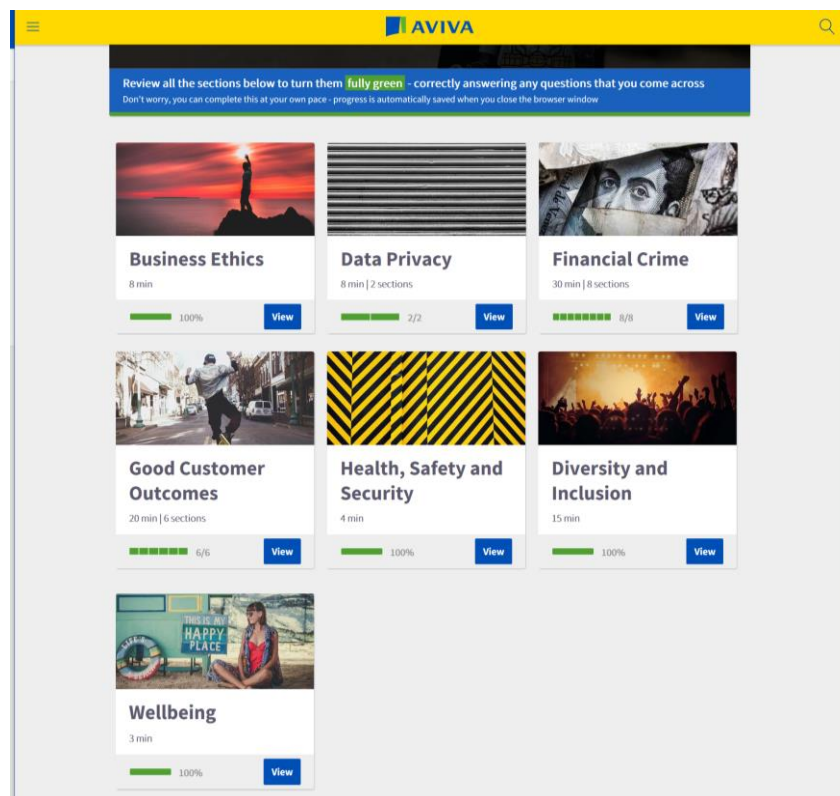 AVIVA
Review all the sections below to turn them fully green - correctly answering any questions that you come across
Don't worry, you can complete this at your own pace - progress is automatically saved when you close the browser window
Business Ethics
8 min
100%
View
Data Privacy
8 min | 2 sections
2/2
View
Financial Crime
30 min | 8 sections
8/8
View
Good Customer
Outcomes
20 min | 6 sections
6/6
View
Health, Safety and
Security
4 min
100%
View
Diversity and
Inclusion
15 min
100%
View
THIS IS MY
HAPPY
PLACE
Wellbeing
3 min
100%
View